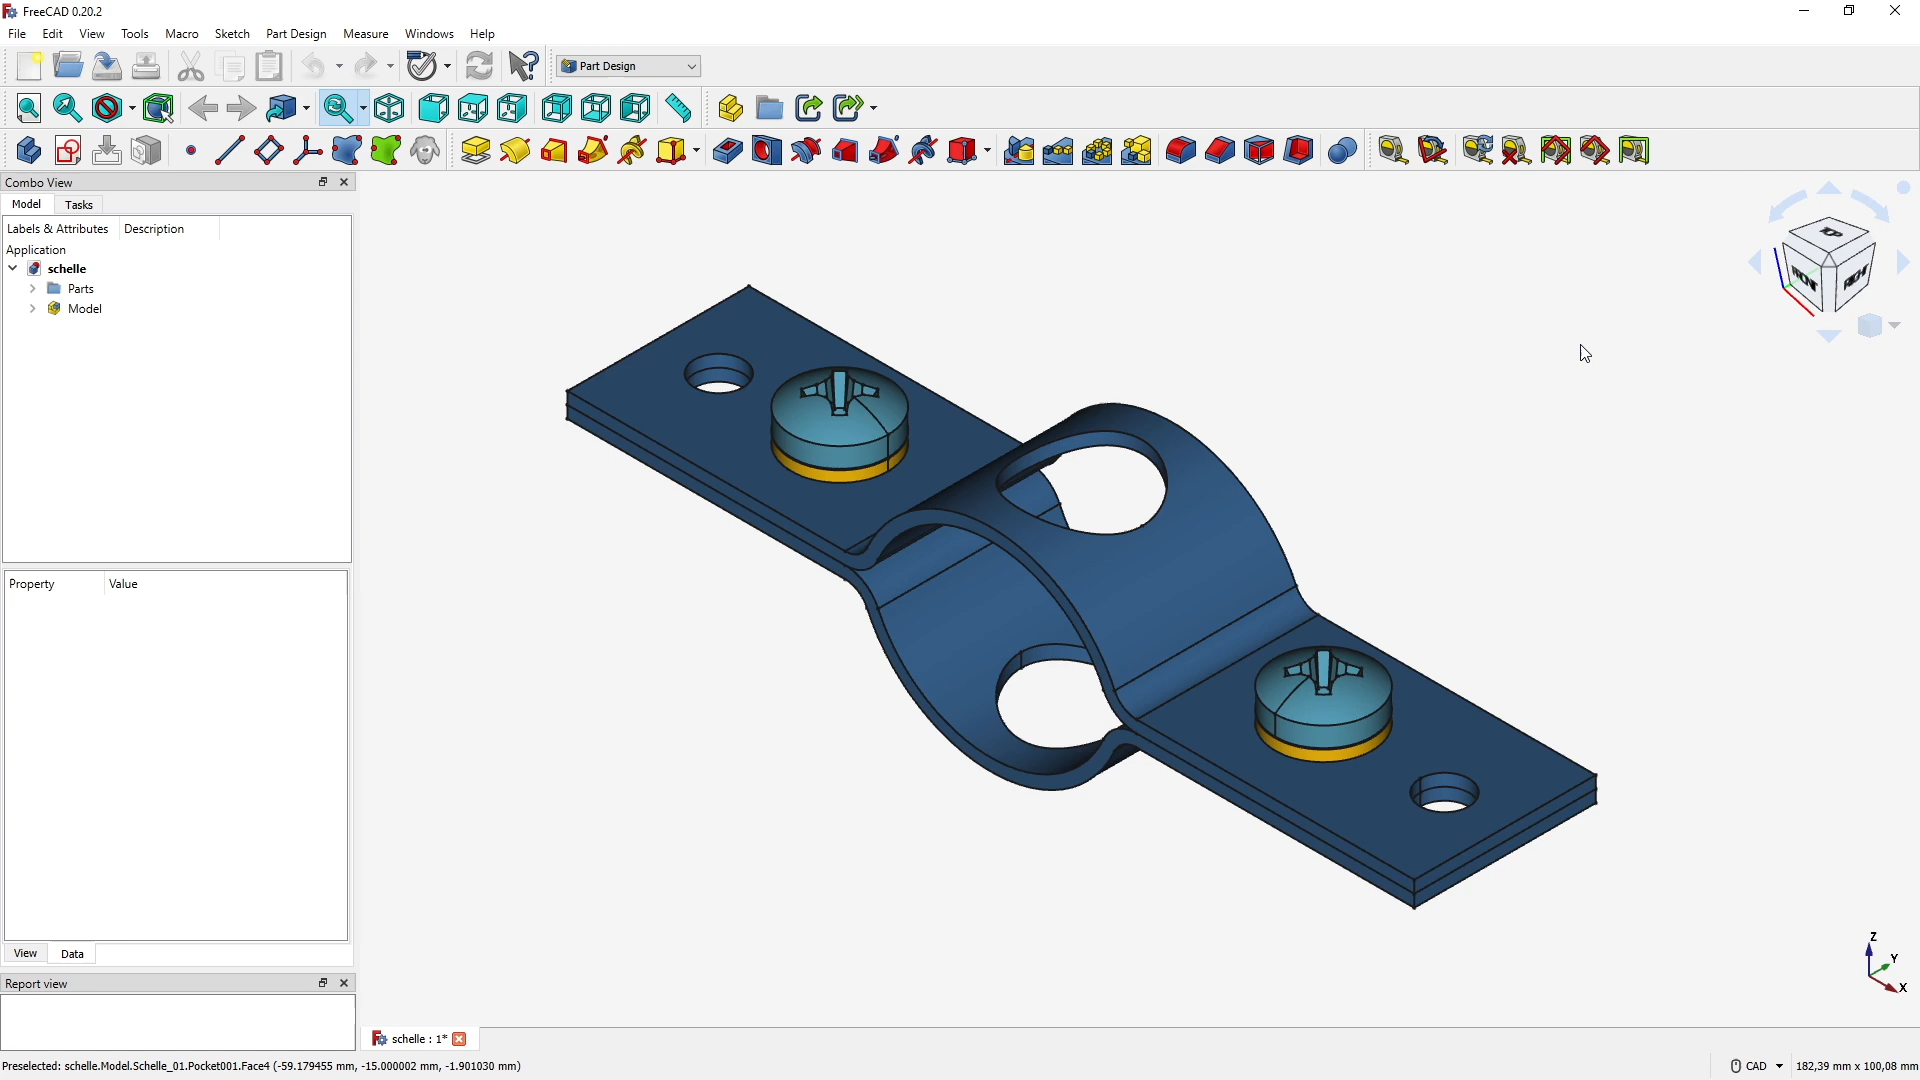 FreeCAD 0.20.2
File Edit View Tools Macro Sketch Part Design Measure Windows Help
Part Design
Combo View
Model Tasks
Labels & Attributes Description
Application
schelle
Parts
Model
Property Value
View Data
Report view
schelle : 1*
Preselected: schelle.Model.Schelle_01.Pocket001.Face4 (-59.179455 mm, -15.000002 mm, -1.901030 mm)
CAD
182,39 mm x 100,08 mm
Z
Y
X